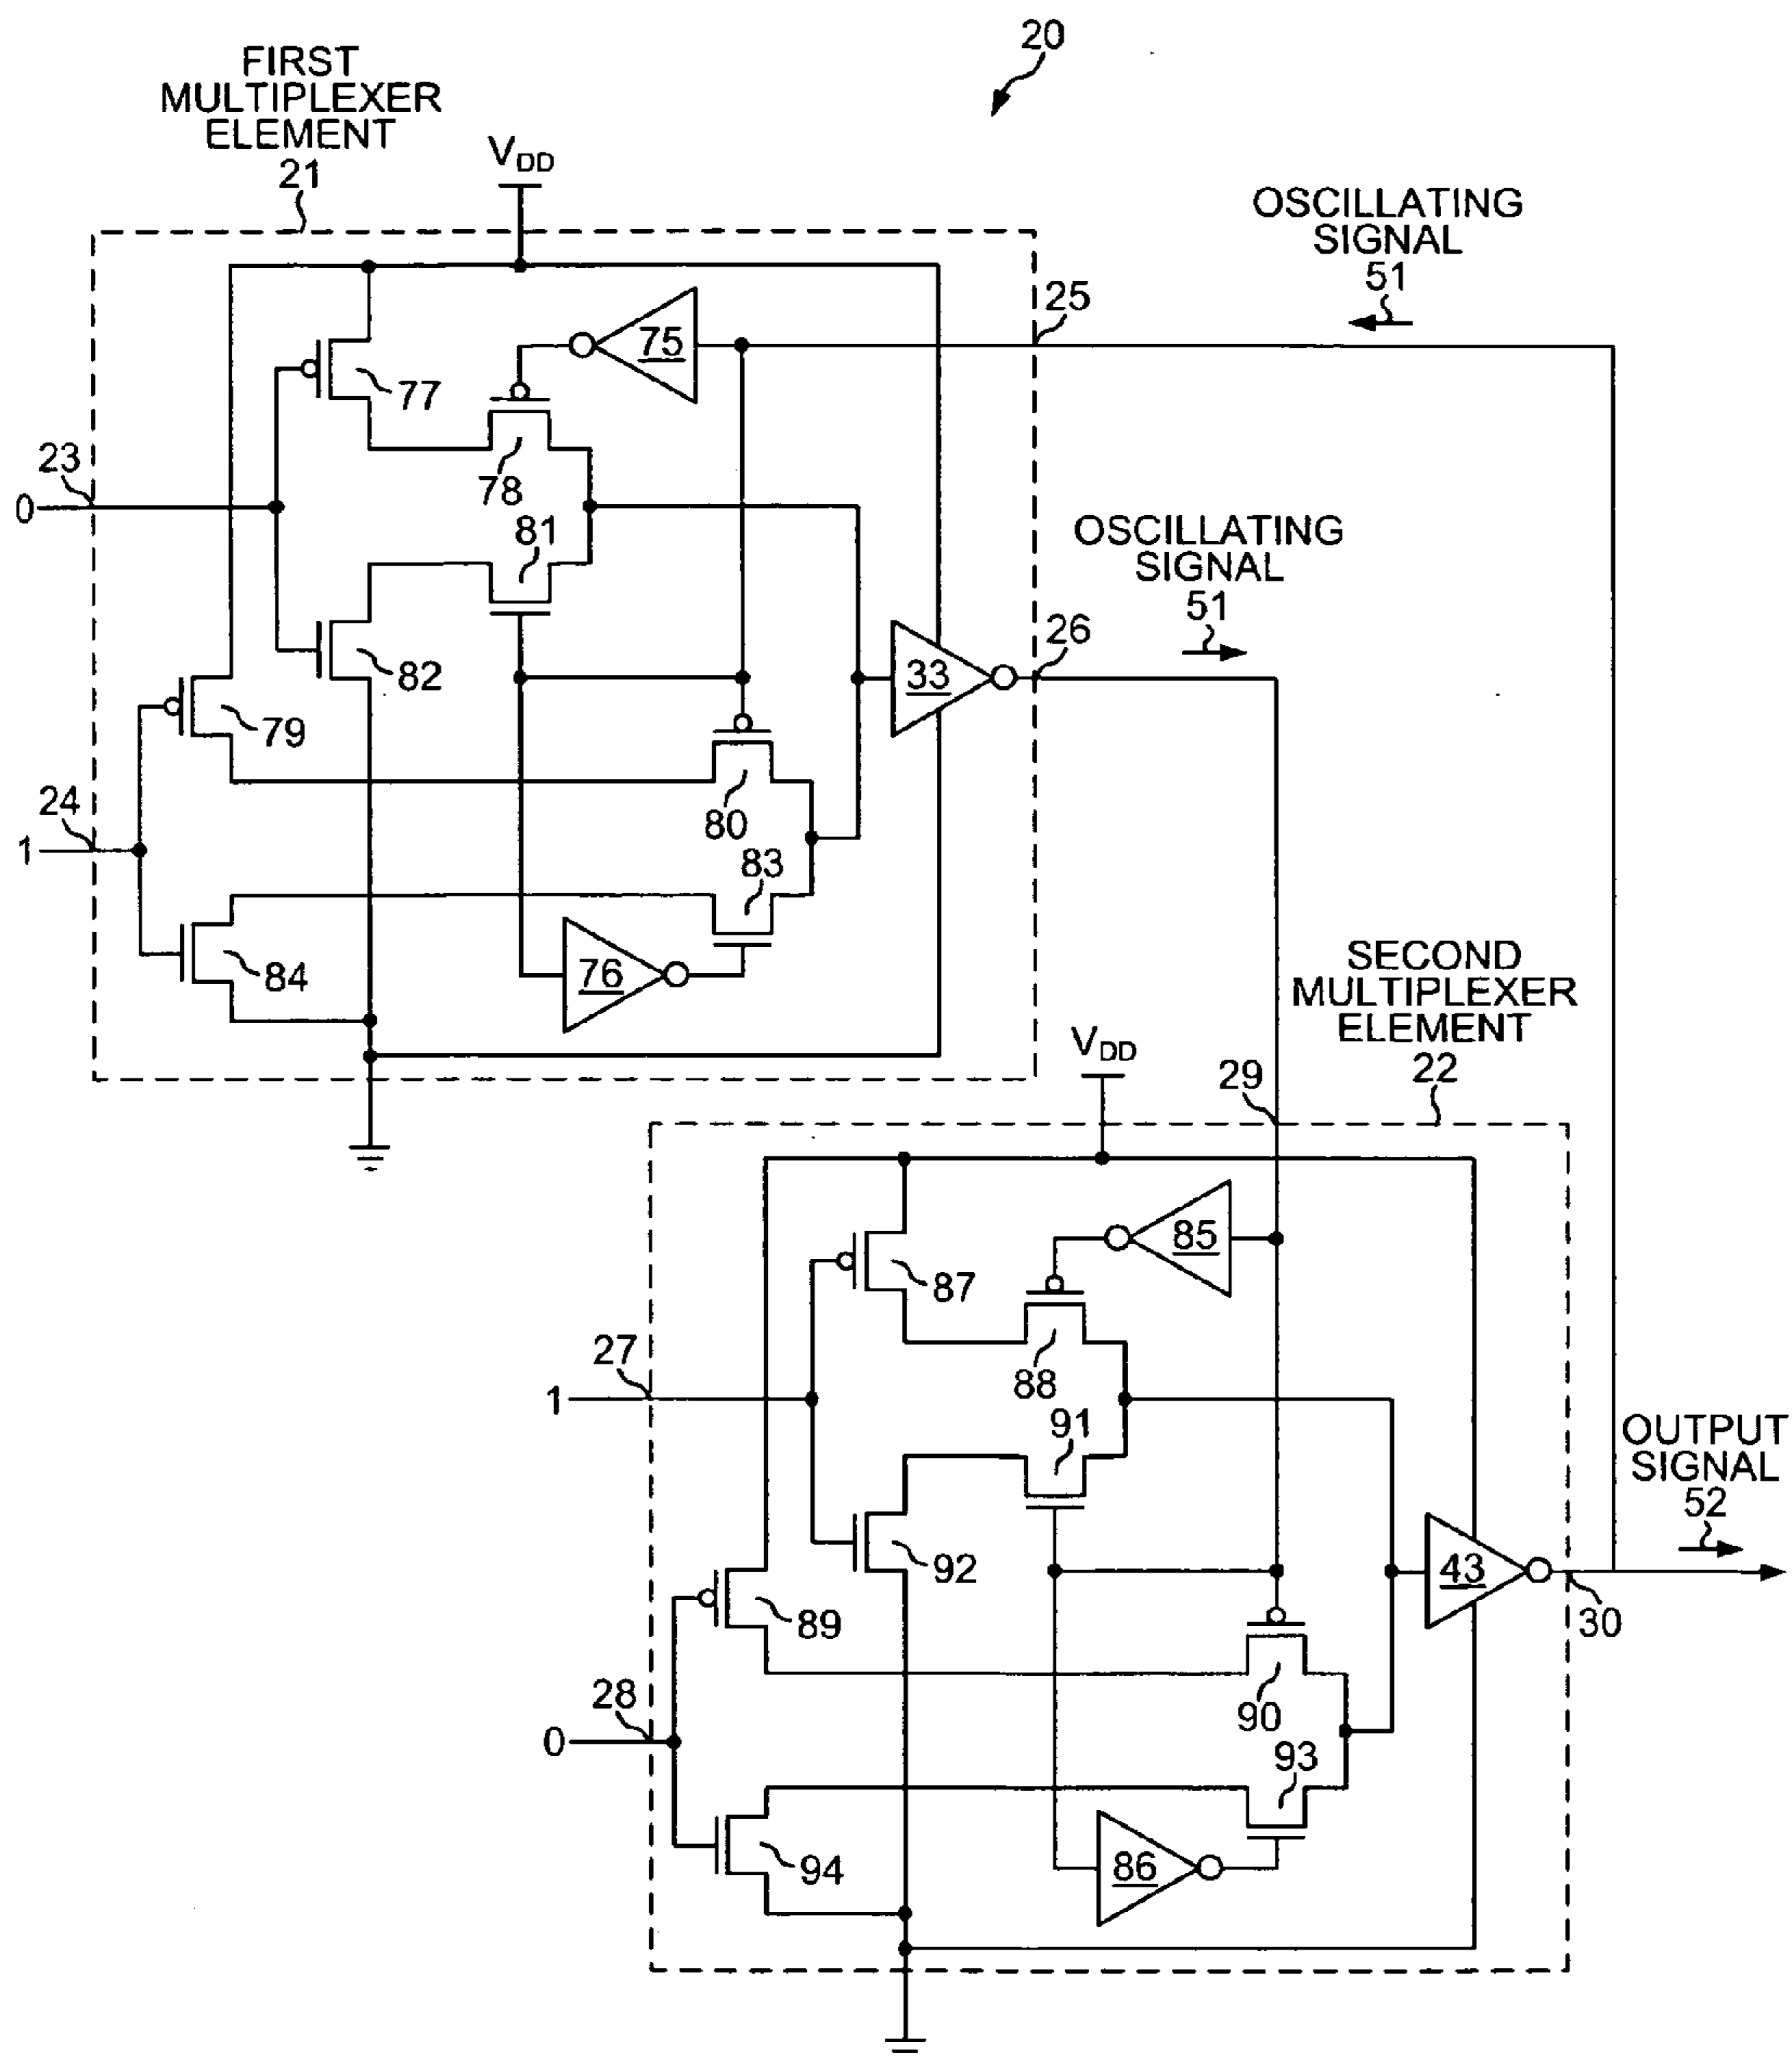 20
FIRST
MULTIPLEXER
ELEMENT
21
VDD
OSCILLATING
SIGNAL
51
25
75
77
23
78
0
81
OSCILLATING
SIGNAL
51
26
82
33
79
24
80
1
83
84
76
SECOND
MULTIPLEXER
ELEMENT
22
VDD
29
85
87
27
88
1
91
OUTPUT
SIGNAL
52
92
43
89
30
28
90
0
93
94
86